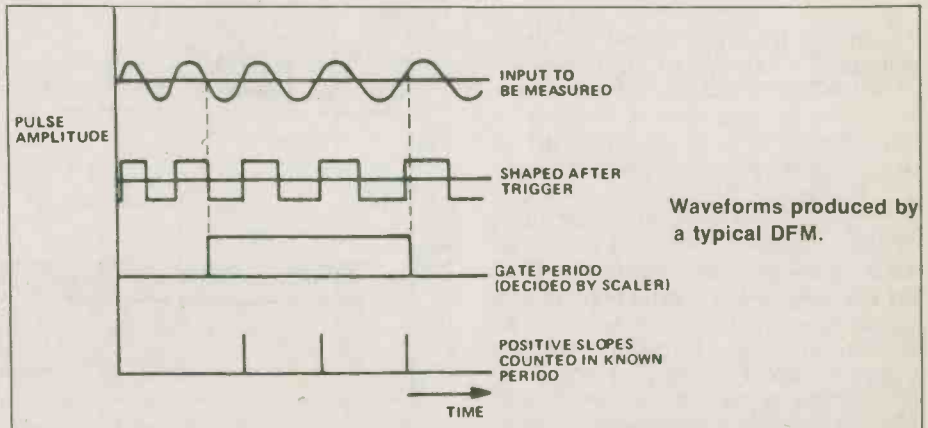 INPUT TO
BE MEASURED
PULSE
AMPLITUDE
SHAPED AFTER
TRIGGER
Waveforms produced by
a typical DFM.
GATE PERIOD
(DECIDED BY SCALER)
POSITIVE SLOPES
COUNTED IN KNOWN
PERIOD
TIME